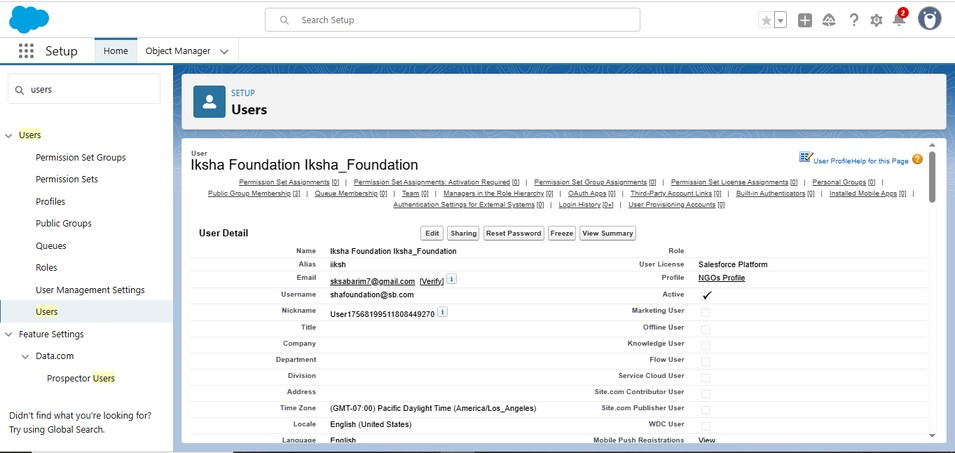 Search Setup
2
Setup
Home
Object Manager
users
Users
Permission Set Groups
Permission Sets
Profiles
Public Groups
Queues
Roles
User Management Settings
Users
Feature Settings
Data.com
Prospector Users
Didn't find what you're looking for?
Try using Global Search.
SETUP
Users
User
Iksha Foundation Iksha_Foundation
User ProfileHelp for this Page
Permission Set Assignments [0] | Permission Set Assignments: Activation Required [0] | Permission Set Group Assignments [0] | Permission Set License Assignments [0] | Personal Groups [0] |
Public Group Membership [2] | Queue Membership [0] | Team [0] | Managers in the Role Hierarchy [0] | OAuth Apps [0] | Third-Party Account Links [0] | Built-in Authenticators [0] | Installed Mobile Apps [0] |
Authentication Settings for External Systems [0] | Login History [0+] | User Provisioning Accounts [0]
User Detail Edit Sharing Reset Password Freeze View Summary
Name Iksha Foundation Iksha_Foundation Role
Alias iiksh User License Salesforce Platform
Email sksabarim7@gmail.com [Verify] i Profile NGOs Profile
Username shafoundation@sb.com Active
Nickname User17568199511808449270 i Marketing User
Title Offline User
Company Knowledge User
Department Flow User
Division Service Cloud User
Address Site.com Contributor User
Time Zone (GMT-07:00) Pacific Daylight Time (America/Los_Angeles) Site.com Publisher User
Locale English (United States) WDC User
Language English Mobile Push Registrations View